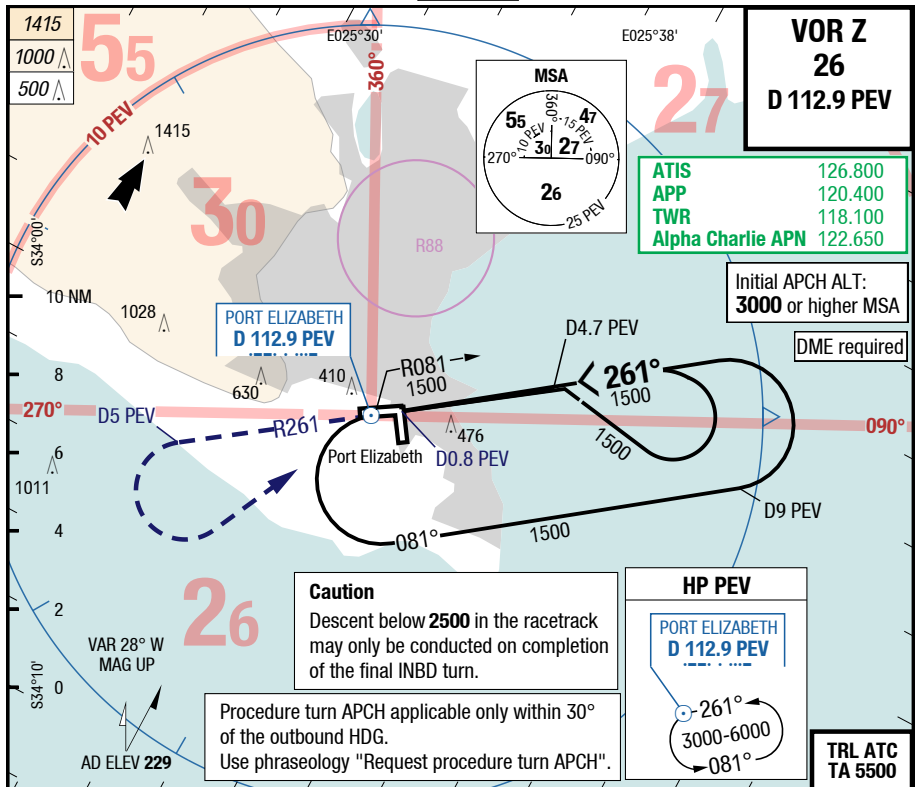 1415
1000
500
55
E025°30'
E025°38'
VOR Z
26
D 112.9 PEV
360°
10 PEV
1415
27
MSA
360°
55
47
10 PEV
15 PEV
30
27
270°
090°
26
25 PEV
ATIS 126.800
APP 120.400
TWR 118.100
Alpha Charlie APN 122.650
30
R88
S34°00'
Initial APCH ALT:
3000 or higher MSA
10 NM
1028
PORT ELIZABETH
D 112.9 PEV
D4.7 PEV
DME required
8
630
410
R081
1500
261°
1500
270°
D5 PEV
R261
090°
476
1500
6
Port Elizabeth
D0.8 PEV
1011
D9 PEV
4
081°
1500
2
26
Caution
Descent below 2500 in the racetrack
may only be conducted on completion
of the final INBD turn.
HP PEV
PORT ELIZABETH
D 112.9 PEV
261°
3000-6000
081°
VAR 28° W
MAG UP
S34°10'
0
Procedure turn APCH applicable only within 30°
of the outbound HDG.
Use phraseology "Request procedure turn APCH".
AD ELEV 229
TRL ATC
TA 5500